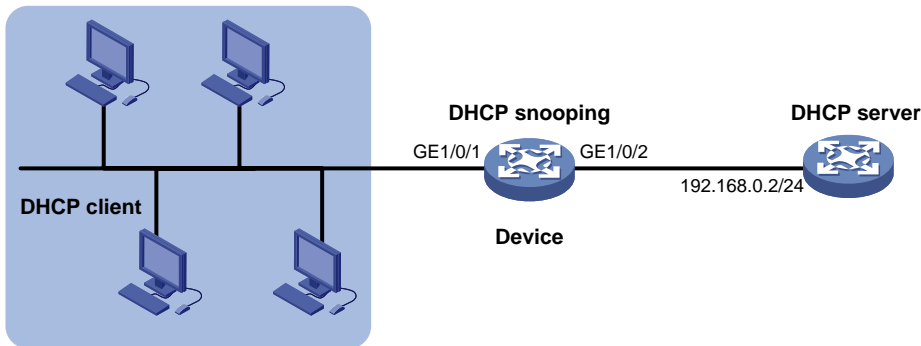 DHCP snooping
DHCP server
GE1/0/1
GE1/0/2
192.168.0.2/24
DHCP client
Device